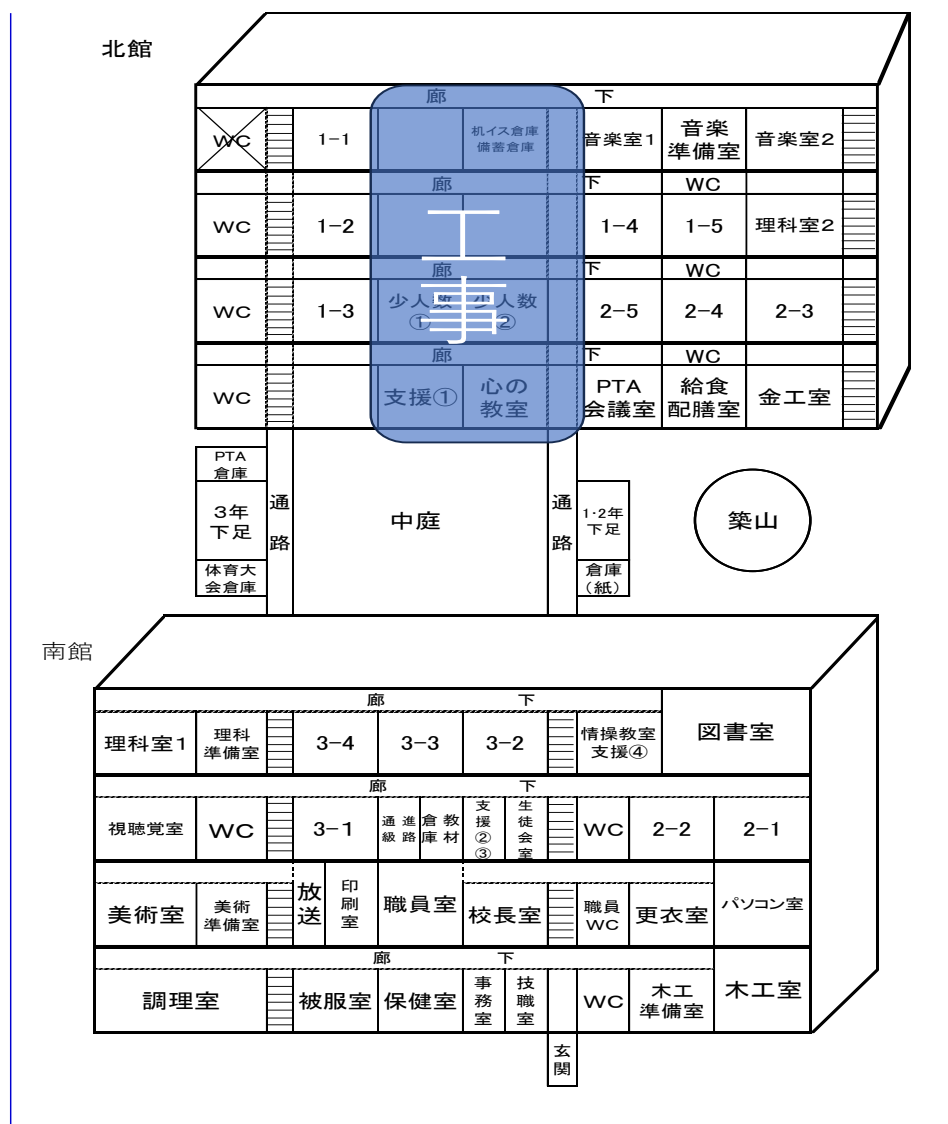 北館
廊 下
WC 1-1 机イス倉庫 音楽室1 音楽 音楽室2
備蓄倉庫 準備室
廊 下 WC
WC 1-2 1-4 1-5 理科室2
工事
廊 下 WC
WC 1-3 少人数 少人数 2-5 2-4 2-3
① ②
廊 下 WC
WC 支援① 心の PTA 給食 金工室
教室 会議室 配膳室
PTA
倉庫
3年
下足
体育大
会倉庫
通路
中庭
通路
1・2年
下足
倉庫
(紙)
築山
南館
廊 下
理科室1 理科 3-4 3-3 3-2 情操教室 図書室
準備室 支援④
廊 下
視聴覚室 WC 3-1 通級 進路 倉庫 教材 支援②③ 生徒会室 WC 2-2 2-1
美術室 美術 放送 印刷室 職員室 校長室 職員 更衣室 パソコン室
準備室 WC
廊 下
調理室 被服室 保健室 事務室 技職室 WC 木工 木工室
準備室
玄関